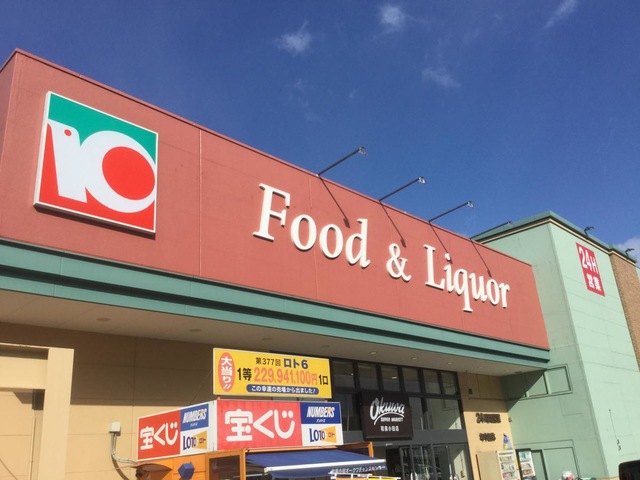 Food & Liquor
24H
営業
大当り!!
第377回 ロト6
1等 229,941,100円 1口
この幸運の売場から出ました!
宝くじ
NUMBERS
LOTO
宝くじ
NUMBERS
LOTO
Okuwa
SUPER MARKET